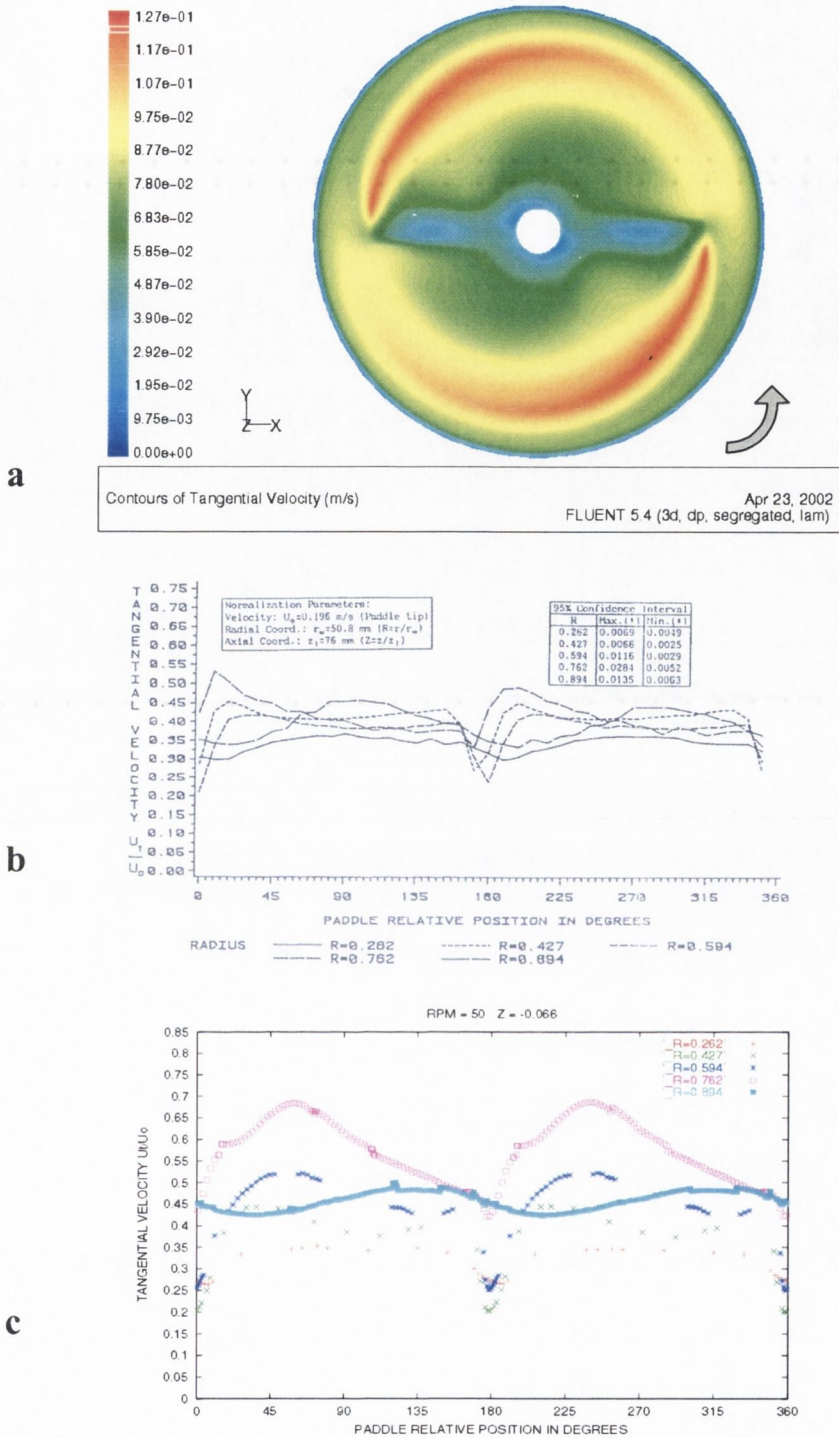 1.27e-01
1.17e-01
1.07e-01
9.75e-02
8.77e-02
7.80e-02
6.83e-02
5.85e-02
4.87e-02
3.90e-02
2.92e-02
1.95e-02
9.75e-03
0.00e+00
Y
Z X
a
Contours of Tangential Velocity (m/s)
Apr 23, 2002
FLUENT 5.4 (3d, dp, segregated, lam)
TANGENTIAL VELOCITY
0.75
0.70
0.65
0.60
0.55
0.50
0.45
0.40
0.35
0.30
0.25
0.20
0.15
0.10
0.05
0.00
Normalization Parameters:
Velocity: U₀=0.196 m/s (Paddle tip)
Radial Coord.: =50.8 mm
Axial Coord.: =76 mm
95% Confidence Interval
R Max.(*) Min.(*)
0.262 0.0069 0.0049
0.427 0.0066 0.0025
0.594 0.0116 0.0029
0.762 0.0284 0.0052
0.894 0.0135 0.0063
0 45 90 135 180 225 270 315 360
PADDLE RELATIVE POSITION IN DEGREES
RADIUS R=0.262 R=0.427 R=0.594
R=0.762 R=0.894
b
RPM = 50 Z = -0.066
0.85
0.8
0.75
0.7
0.65
0.6
0.55
0.5
0.45
0.4
0.35
0.3
0.25
0.2
0.15
0.1
0.05
0
TANGENTIAL VELOCITY Ut/Uo
R=0.262
R=0.427
R=0.594
R=0.762
R=0.894
0 45 90 135 180 225 270 315 360
PADDLE RELATIVE POSITION IN DEGREES
c